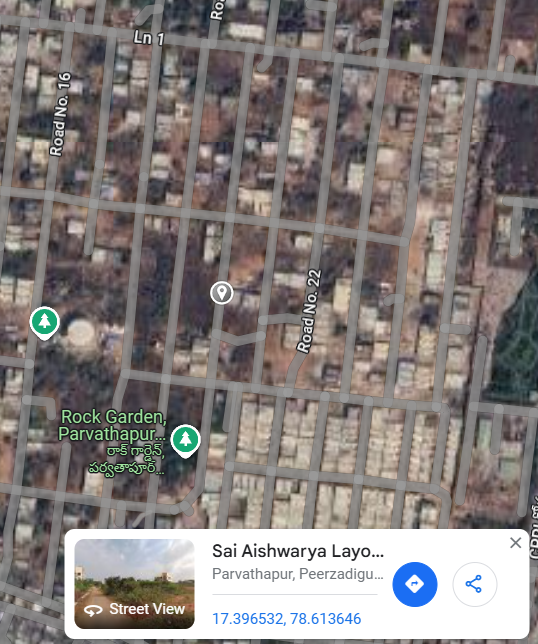 Ro
Ln 1
Road No. 16
Road No. 22
Rock Garden,
Parvathapur...
రాక్ గార్డెన్,
పర్వతాపూర్...
Sai Aishwarya Layo...
Parvathapur, Peerzadigu...
Street View
17.396532, 78.613646